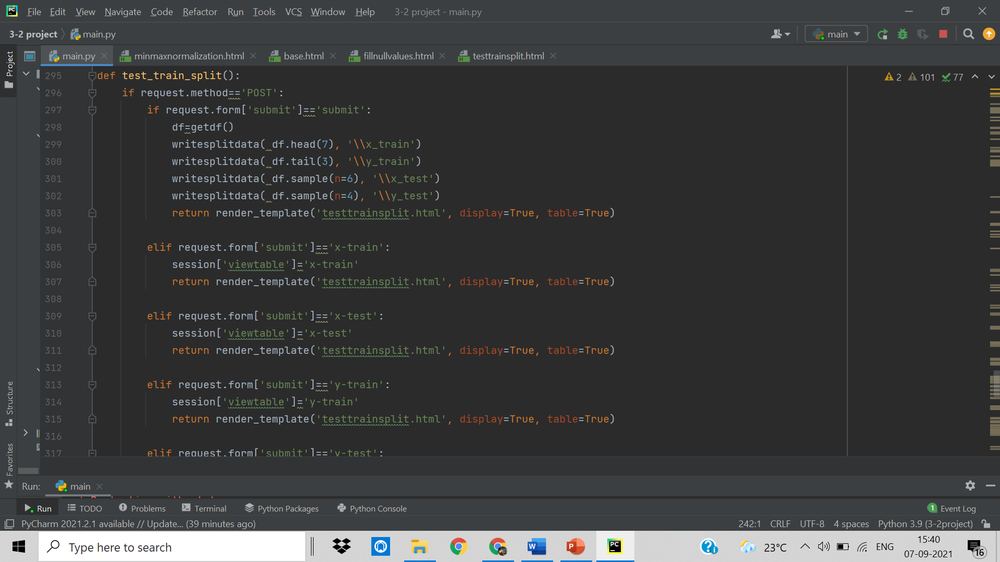 File Edit View Navigate Code Refactor Run Tools VCS Window Help 3-2 project - main.py
3-2 project main.py main
main.py minmaxnormalization.html base.html fillnullvalues.html testtrainsplit.html
Project
2 101 77
295 def test_train_split():
296 if request.method=='POST':
297 if request.form['submit']=='submit':
298 df=getdf()
299 writesplitdata( df.head(7), '\\x_train')
300 writesplitdata( df.tail(3), '\\y_train')
301 writesplitdata( df.sample(n=6), '\\x_test')
302 writesplitdata( df.sample(n=4), '\\y_test')
303 return render_template('testtrainsplit.html', display=True, table=True)
304
305 elif request.form['submit']=='x-train':
306 session['viewtable']='x-train'
307 return render_template('testtrainsplit.html', display=True, table=True)
308
309 elif request.form['submit']=='x-test':
310 session['viewtable']='x-test'
311 return render_template('testtrainsplit.html', display=True, table=True)
312
313 elif request.form['submit']=='y-train':
314 session['viewtable']='y-train'
315 return render_template('testtrainsplit.html', display=True, table=True)
316
317 elif request.form['submit']=='y-test':
Structure
Favorites
Run: main
Run TODO Problems Terminal Python Packages Python Console 1 Event Log
PyCharm 2021.2.1 available // Update... (39 minutes ago) 242:1 CRLF UTF-8 4 spaces Python 3.9 (3-2project)
Type here to search PC 23°C ENG 15:40
07-09-2021 16